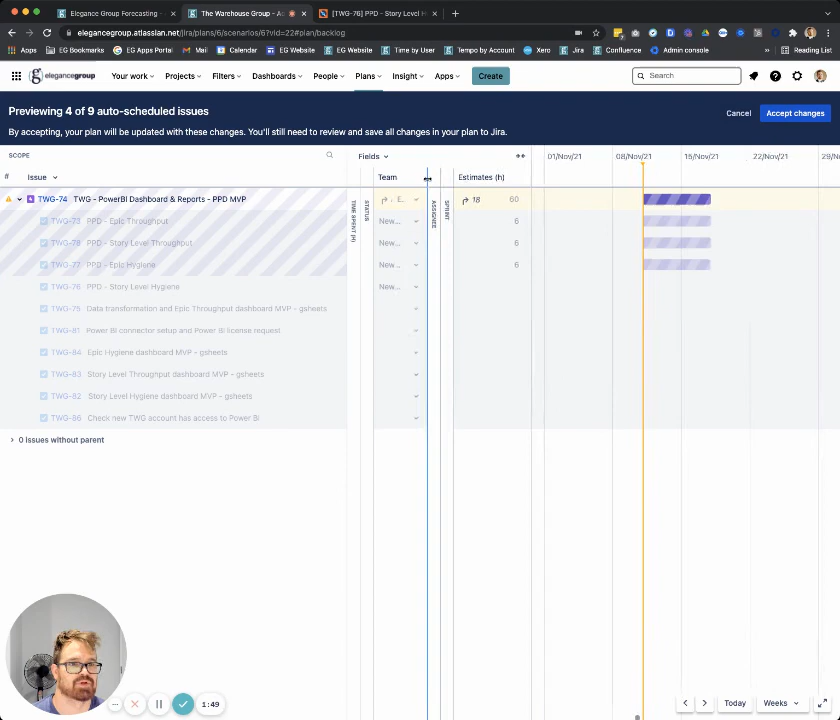 Elegance Group Forecasting -
The Warehouse Group - A
[TWG-76] PPD - Story Level H
elegancegroup.atlassian.net/jira/plans/6/scenarios/6?vid=22#plan/backlog
Apps
EG Bookmarks
EG Apps Portal
Mail
Calendar
EG Website
Time by User
Tempo by Account
Xero
EG Website
Jira
Confluence
Admin console
»
Reading List
elegancegroup
Your work
Projects
Filters
Dashboards
People
Plans
Insight
Apps
Create
Search
Previewing 4 of 9 auto-scheduled issues
By accepting, your plan will be updated with these changes. You'll still need to review and save all changes in your plan to Jira.
Cancel
Accept changes
SCOPE
Fields
01/Nov/21
08/Nov/21
15/Nov/21
22/Nov/21
29/Nov
# Issue
Team
Estimates (h)
TIME SPENT (H)
STATUS
ASSIGNEE
SPRINT
TWG-74 TWG - PowerBI Dashboard & Reports - PPD MVP
E...
18 60
TWG-73 PPD - Epic Throughput
New...
6
TWG-78 PPD - Story Level Throughput
New...
6
TWG-77 PPD - Epic Hygiene
New...
6
TWG-76 PPD - Story Level Hygiene
New...
TWG-75 Data transformation and Epic Throughput dashboard MVP - gsheets
TWG-81 Power BI connector setup and Power BI license request
TWG-84 Epic Hygiene dashboard MVP - gsheets
TWG-83 Story Level Throughput dashboard MVP - gsheets
TWG-82 Story Level Hygiene dashboard MVP - gsheets
TWG-86 Check new TWG account has access to Power BI
0 issues without parent
1:49
Today
Weeks